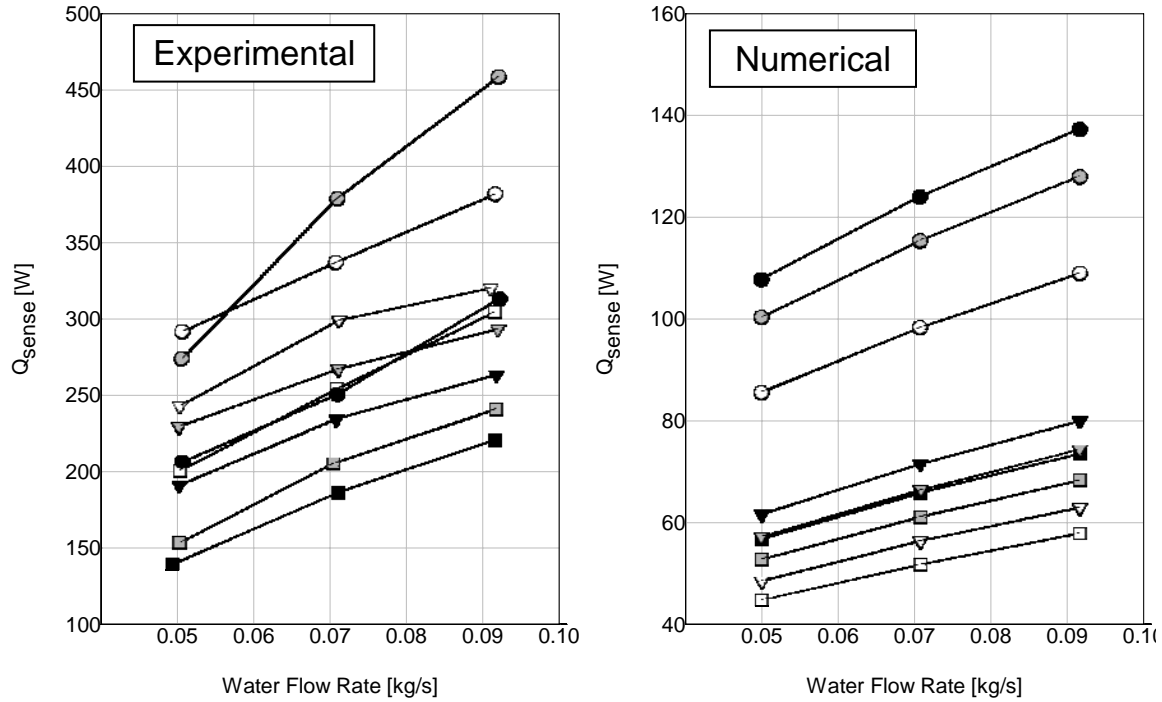 Experimental
500
450
400
350
300
250
200
150
100
0.05 0.06 0.07 0.08 0.09 0.10
Q_sense [W]
Water Flow Rate [kg/s]
Numerical
160
140
120
100
80
60
40
0.05 0.06 0.07 0.08 0.09 0.10
Q_sense [W]
Water Flow Rate [kg/s]